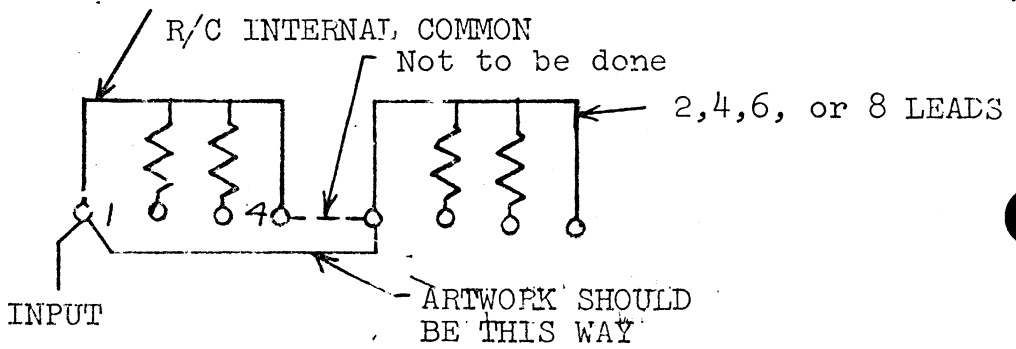 R/C INTERNAL COMMON
Not to be done
2,4,6, or 8 LEADS
1
4
INPUT
ARTWORK SHOULD
BE THIS WAY